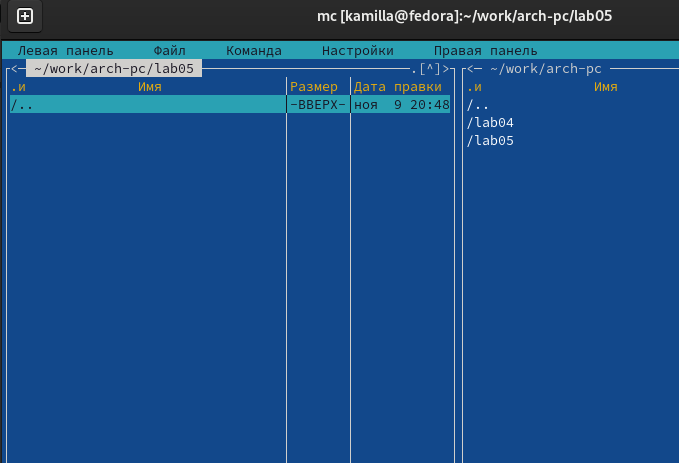 mc [kamilla@fedora]:~/work/arch-pc/lab05
Левая панель Файл Команда Настройки Правая панель
<─ ~/work/arch-pc/lab05 .[^]>
.и Имя Размер Дата правки
/.. -ВВЕРХ- ноя 9 20:48
<─ ~/work/arch-pc
.и Имя
/..
/lab04
/lab05